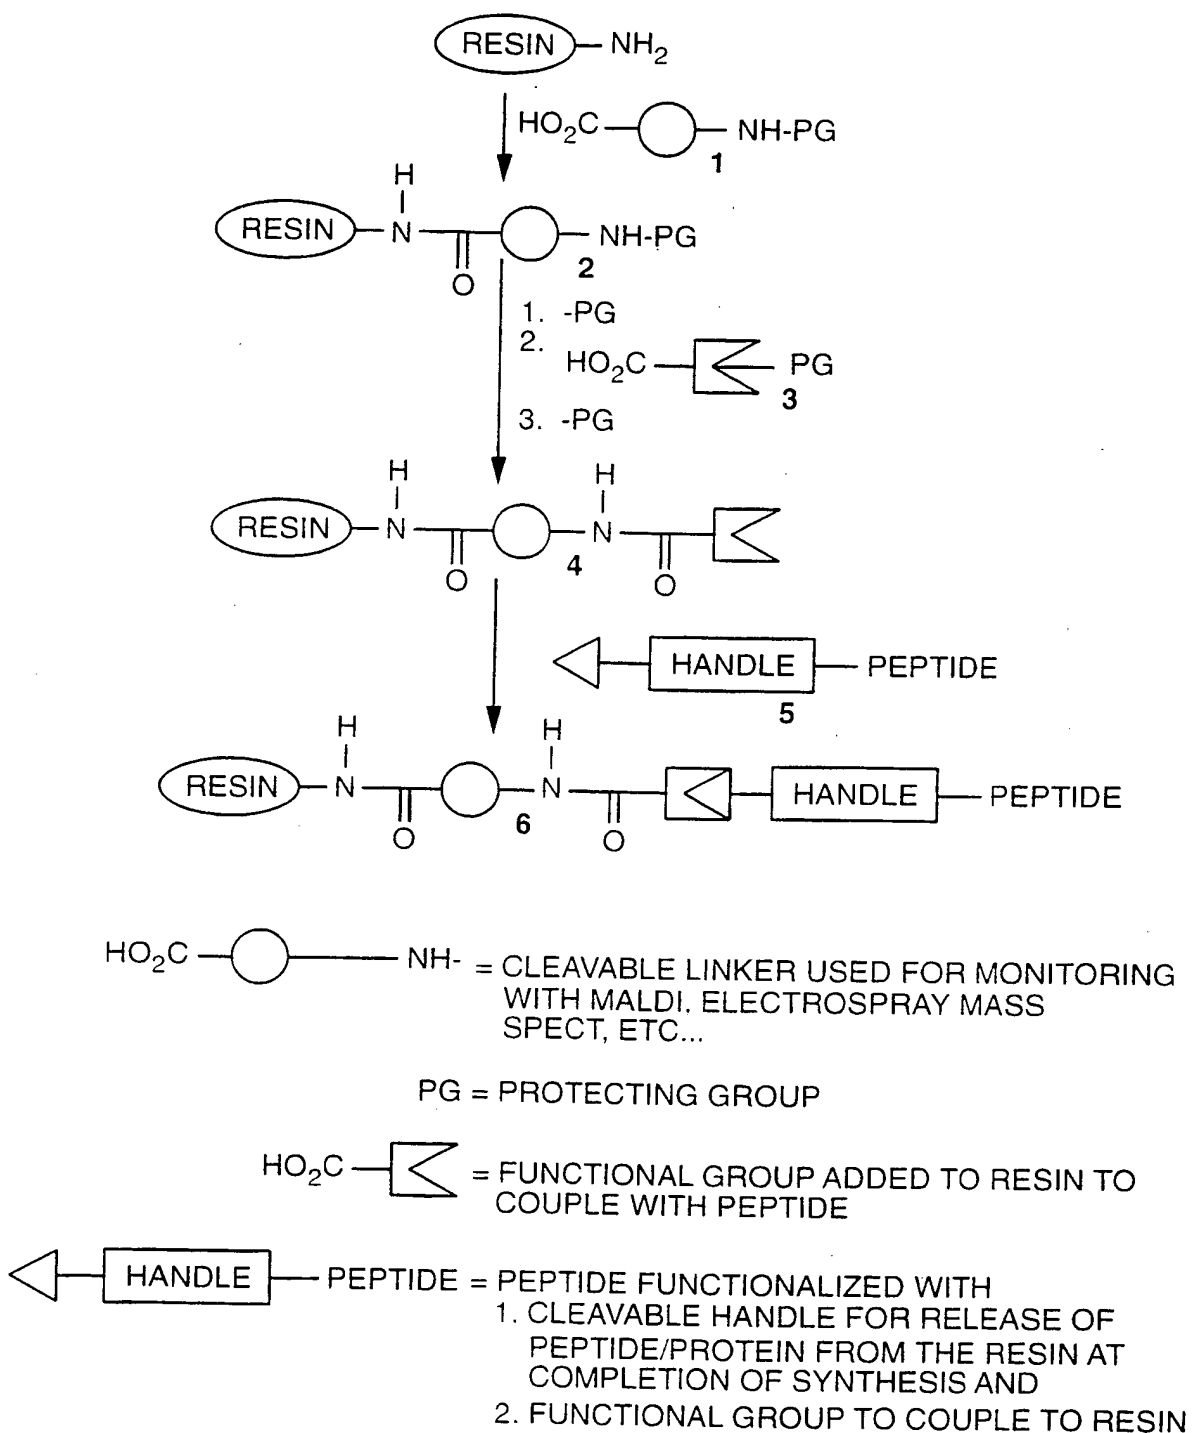 RESIN NH2
HO2C NH-PG
1
H
RESIN N NH-PG
O 2
1. -PG
2.
HO2C PG
3
3. -PG
H H
RESIN N N
O 4 O
HANDLE PEPTIDE
5
H H
RESIN N N HANDLE PEPTIDE
O 6 O
HO2C NH- = CLEAVABLE LINKER USED FOR MONITORING
WITH MALDI, ELECTROSPRAY MASS
SPECT, ETC...
PG = PROTECTING GROUP
HO2C = FUNCTIONAL GROUP ADDED TO RESIN TO
COUPLE WITH PEPTIDE
HANDLE PEPTIDE = PEPTIDE FUNCTIONALIZED WITH
1. CLEAVABLE HANDLE FOR RELEASE OF
PEPTIDE/PROTEIN FROM THE RESIN AT
COMPLETION OF SYNTHESIS AND
2. FUNCTIONAL GROUP TO COUPLE TO RESIN